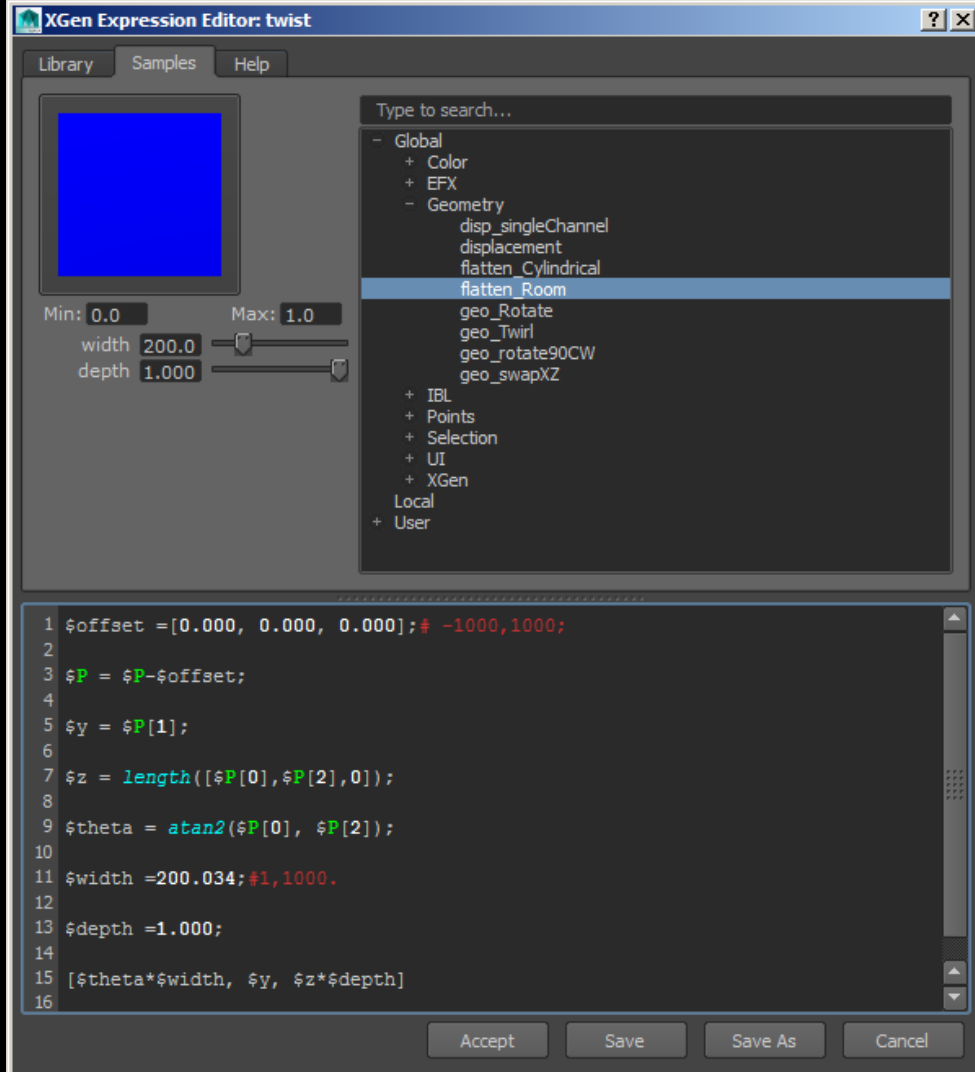 XGen Expression Editor: twist
Library Samples Help
Type to search...
Global
Color
EFX
Geometry
disp_singleChannel
displacement
flatten_Cylindrical
flatten_Room
geo_Rotate
geo_Twirl
geo_rotate90CW
geo_swapXZ
IBL
Points
Selection
UI
XGen
Local
User
Min: 0.0 Max: 1.0
width 200.0
depth 1.000
1 $offset =[0.000, 0.000, 0.000];# -1000,1000;
2
3 $P = $P-$offset;
4
5 $y = $P[1];
6
7 $z = length([$P[0],$P[2],0]);
8
9 $theta = atan2($P[0], $P[2]);
10
11 $width =200.034;#1,1000.
12
13 $depth =1.000;
14
15 [$theta*$width, $y, $z*$depth]
16
Accept Save Save As Cancel